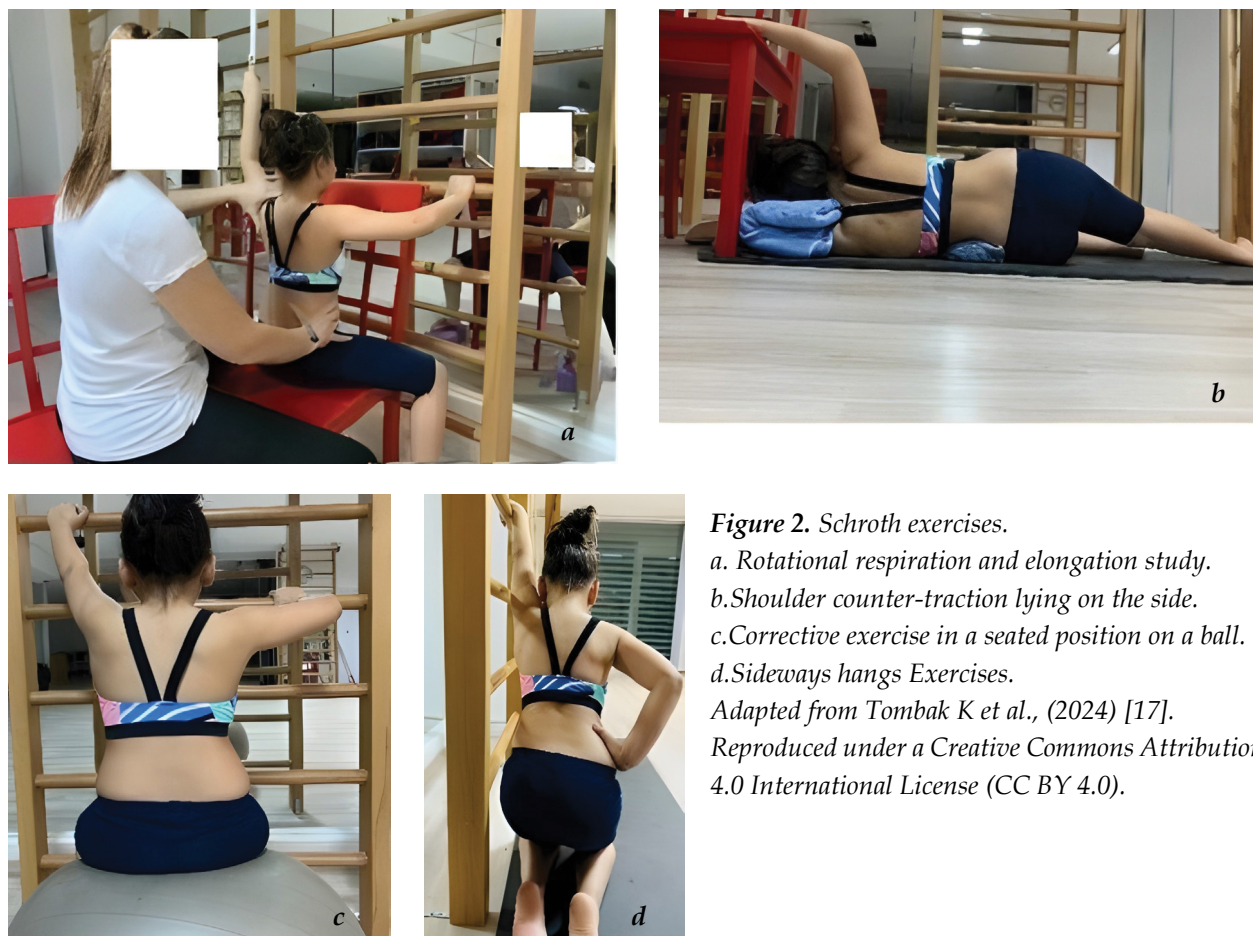 a
b
c
d
Figure 2. Schroth exercises.
a. Rotational respiration and elongation study.
b.Shoulder counter-traction lying on the side.
c.Corrective exercise in a seated position on a ball.
d.Sideways hangs Exercises.
Adapted from Tombak K et al., (2024) [17].
Reproduced under a Creative Commons Attribution
4.0 International License (CC BY 4.0).